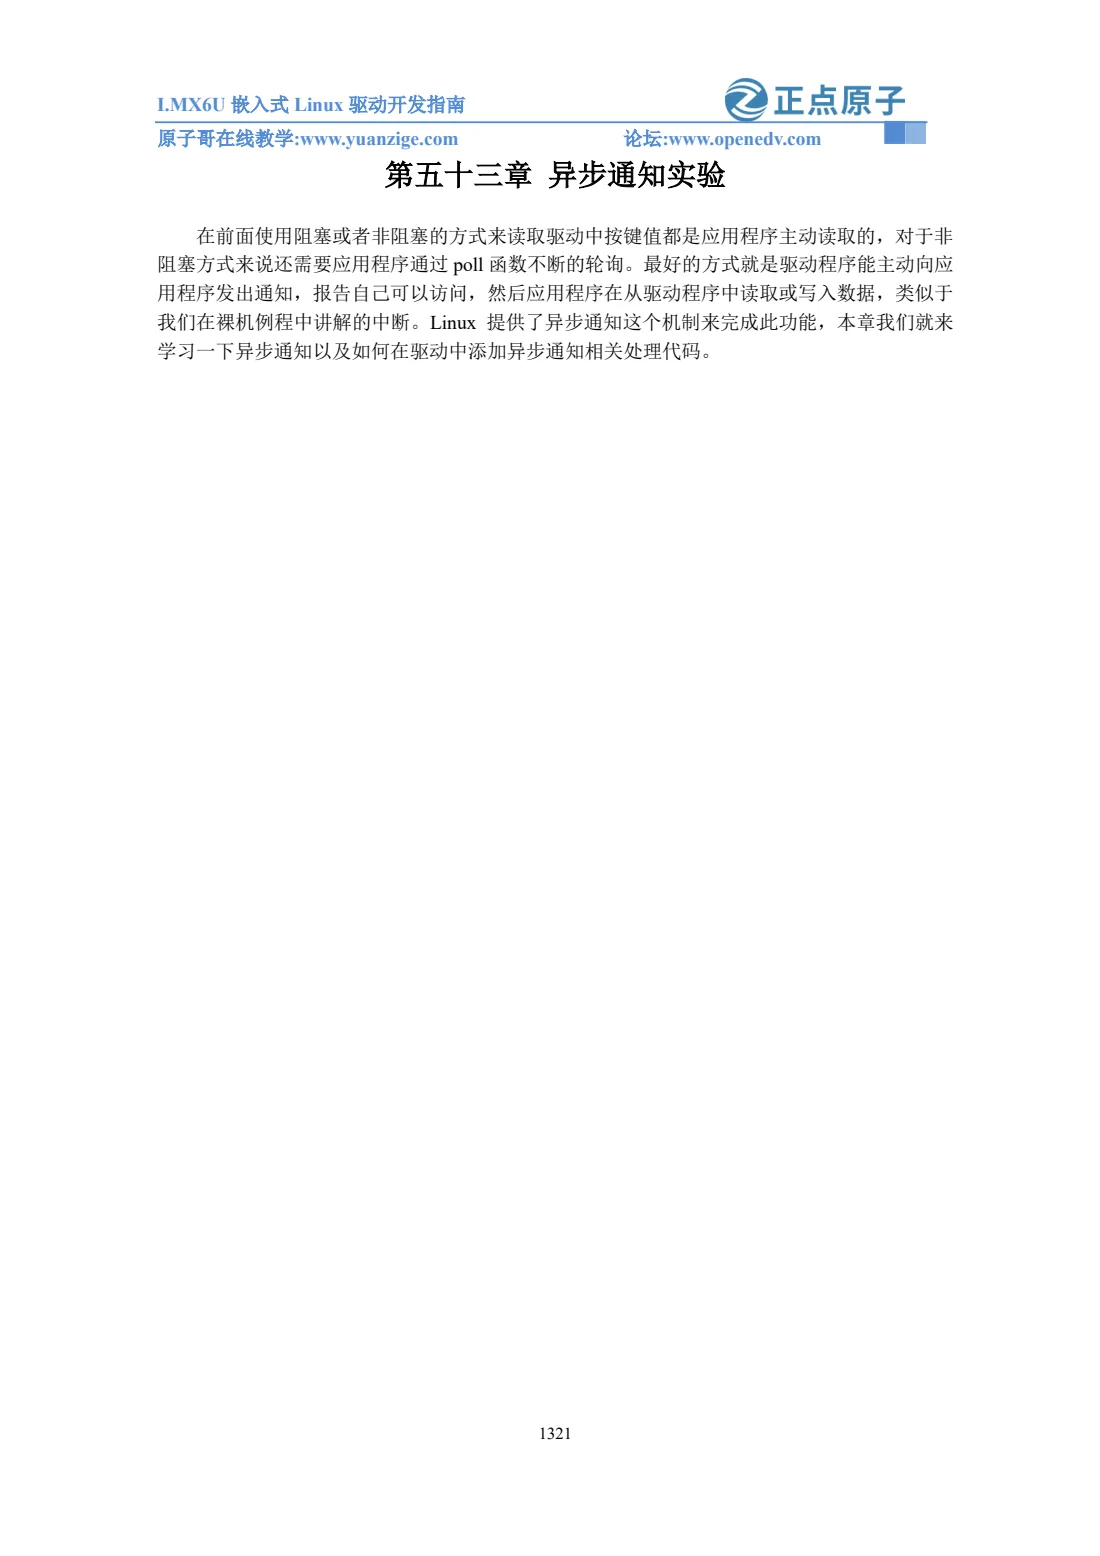 I.MX6U 嵌入式 Linux 驱动开发指南
正点原子
原子哥在线教学:www.yuanzige.com 论坛:www.openedv.com
第五十三章 异步通知实验
在前面使用阻塞或者非阻塞的方式来读取驱动中按键值都是应用程序主动读取的，对于非
阻塞方式来说还需要应用程序通过 poll 函数不断的轮询。最好的方式就是驱动程序能主动向应
用程序发出通知，报告自己可以访问，然后应用程序在从驱动程序中读取或写入数据，类似于
我们在裸机例程中讲解的中断。Linux 提供了异步通知这个机制来完成此功能，本章我们就来
学习一下异步通知以及如何在驱动中添加异步通知相关处理代码。
1321